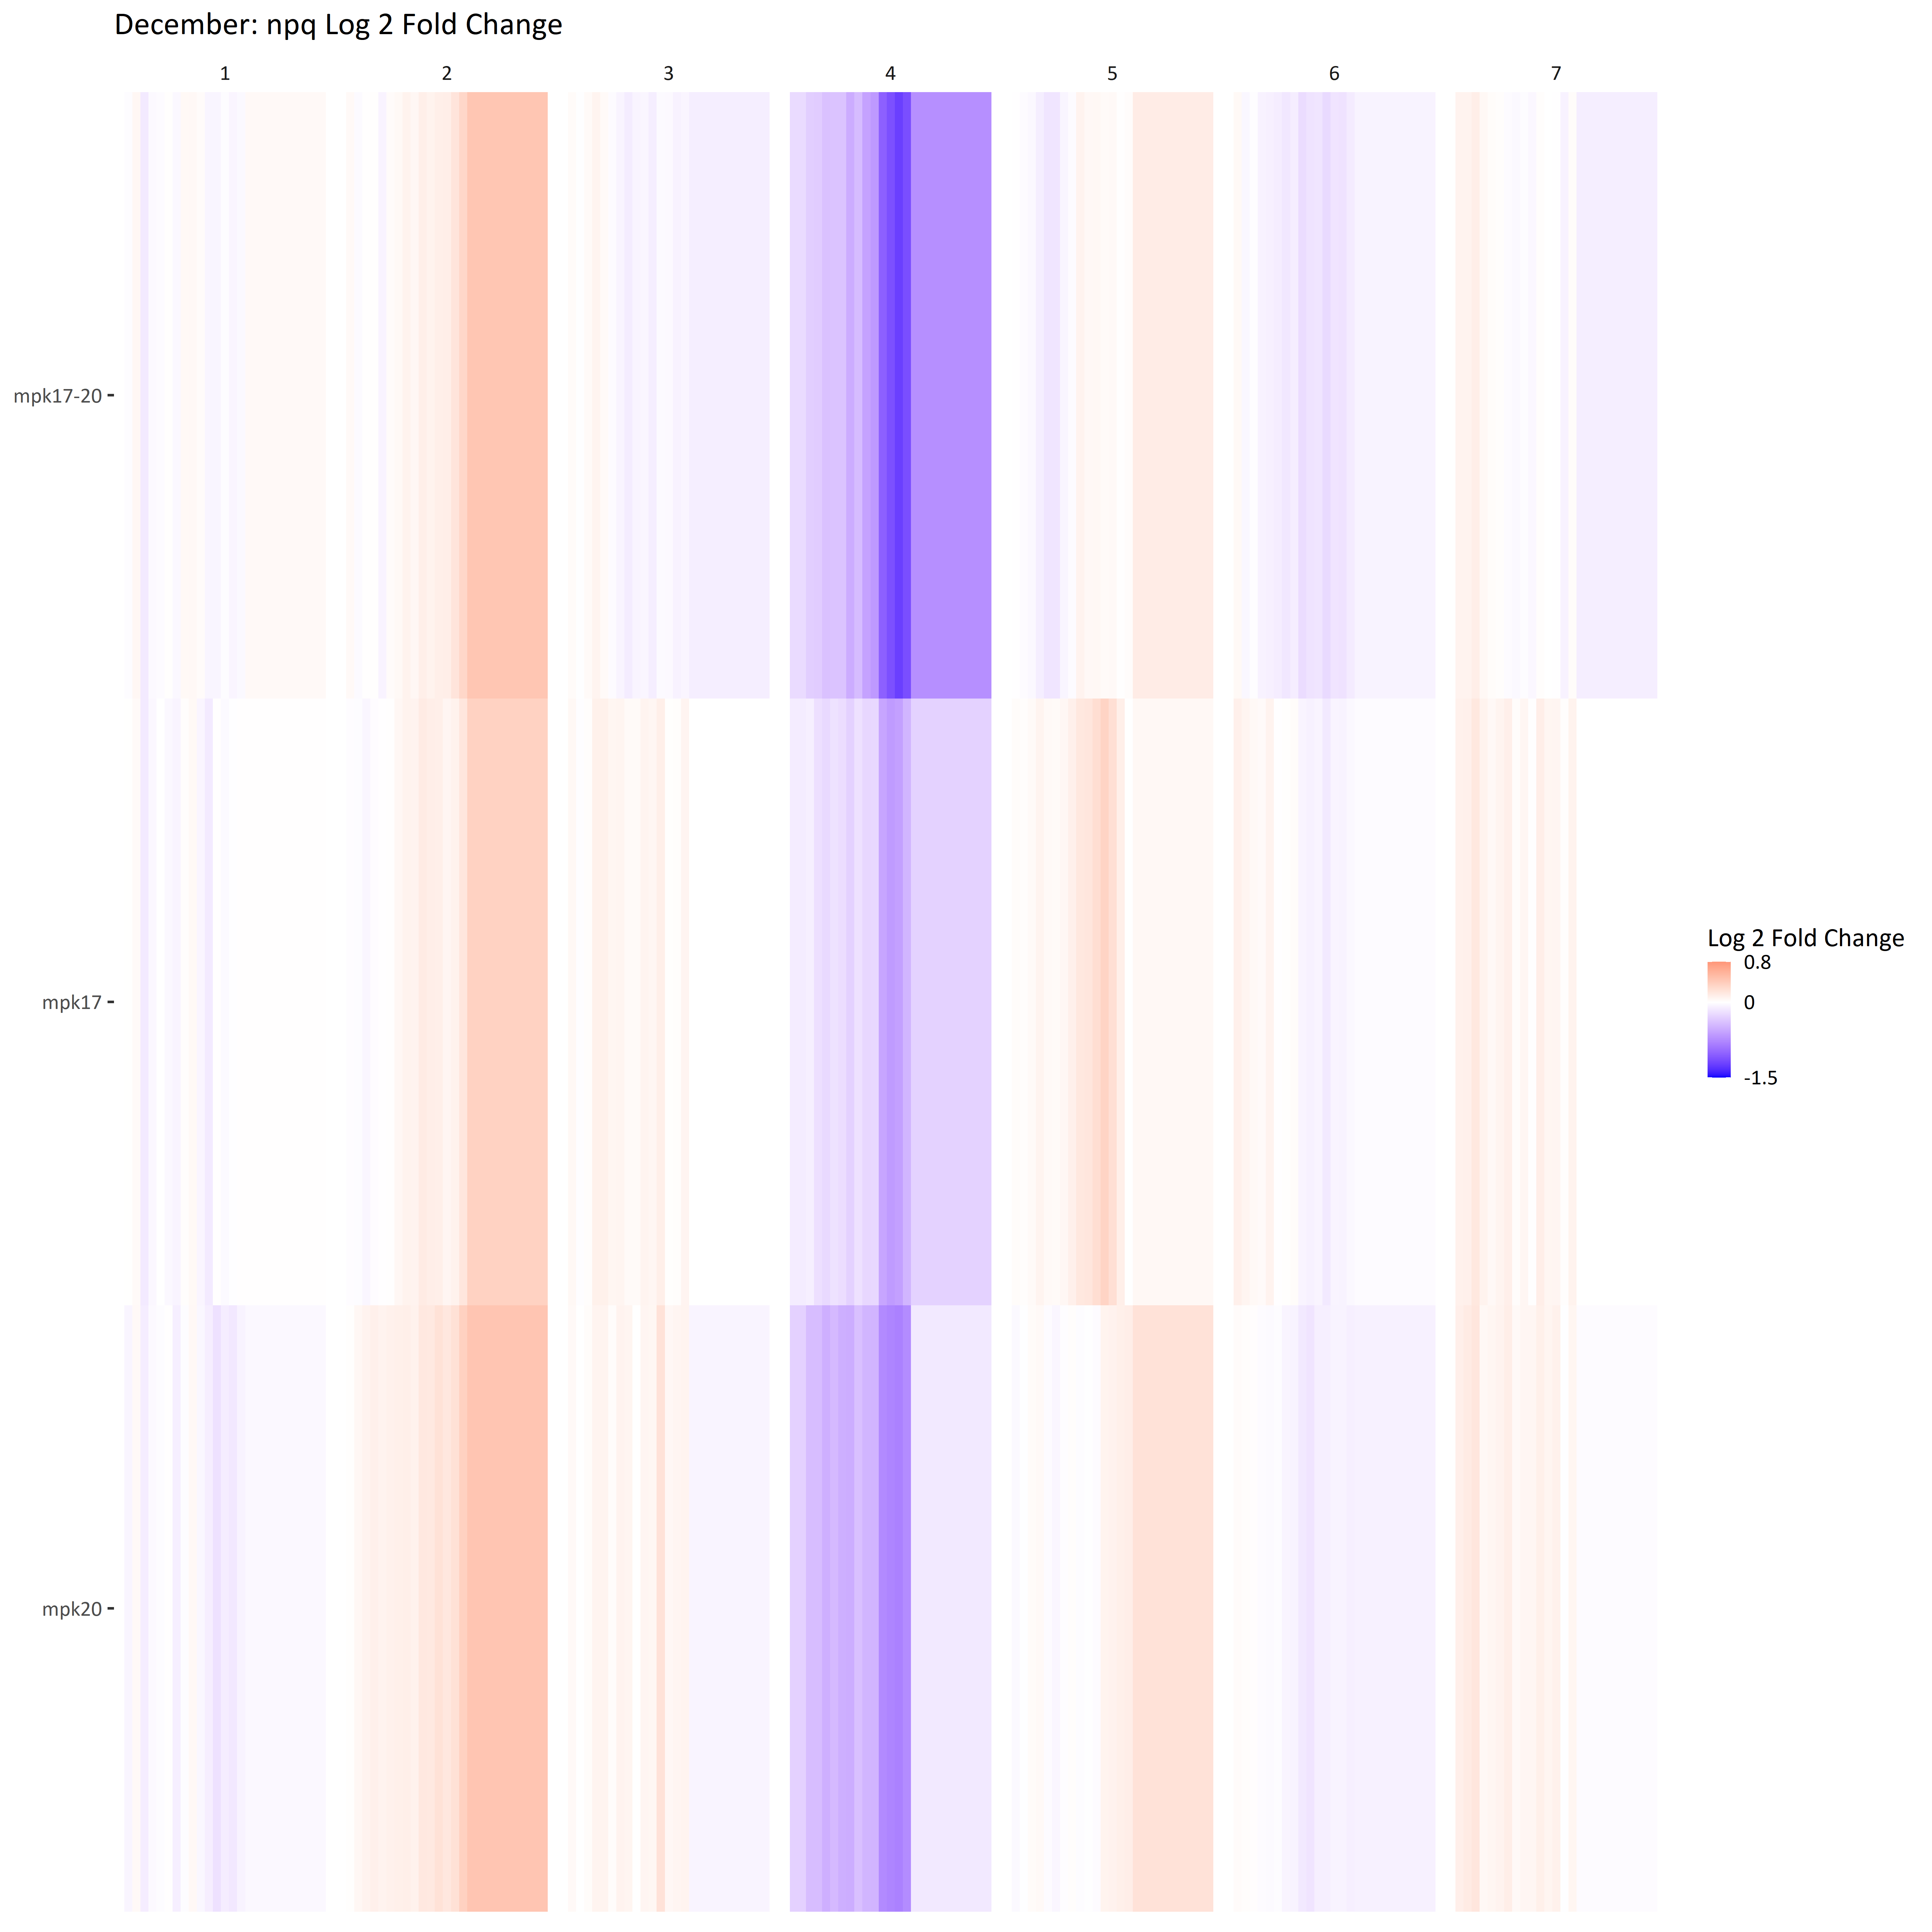 December: npq Log 2 Fold Change
1 2 3 4 5 6 7
mpk17-20
mpk17
mpk20
Log 2 Fold Change
0.8
0
-1.5